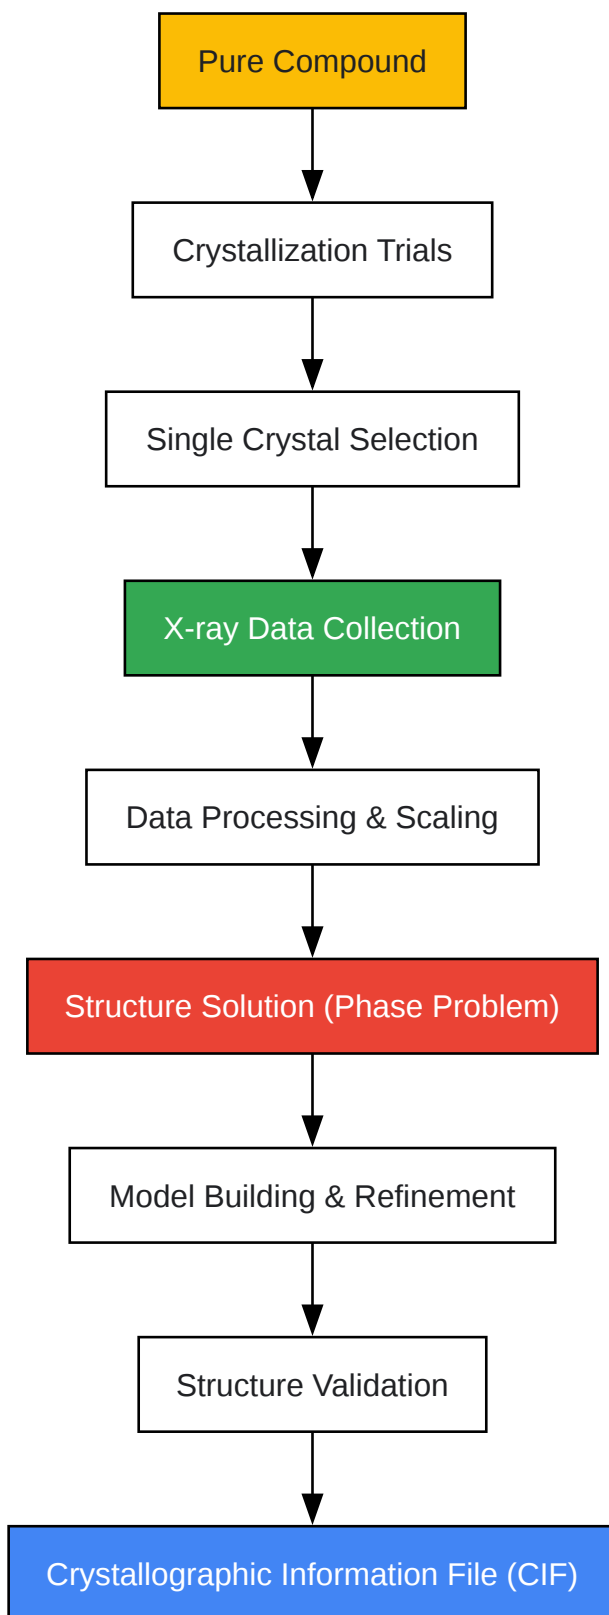 Pure Compound
Crystallization Trials
Single Crystal Selection
X-ray Data Collection
Data Processing & Scaling
Structure Solution (Phase Problem)
Model Building & Refinement
Structure Validation
Crystallographic Information File (CIF)